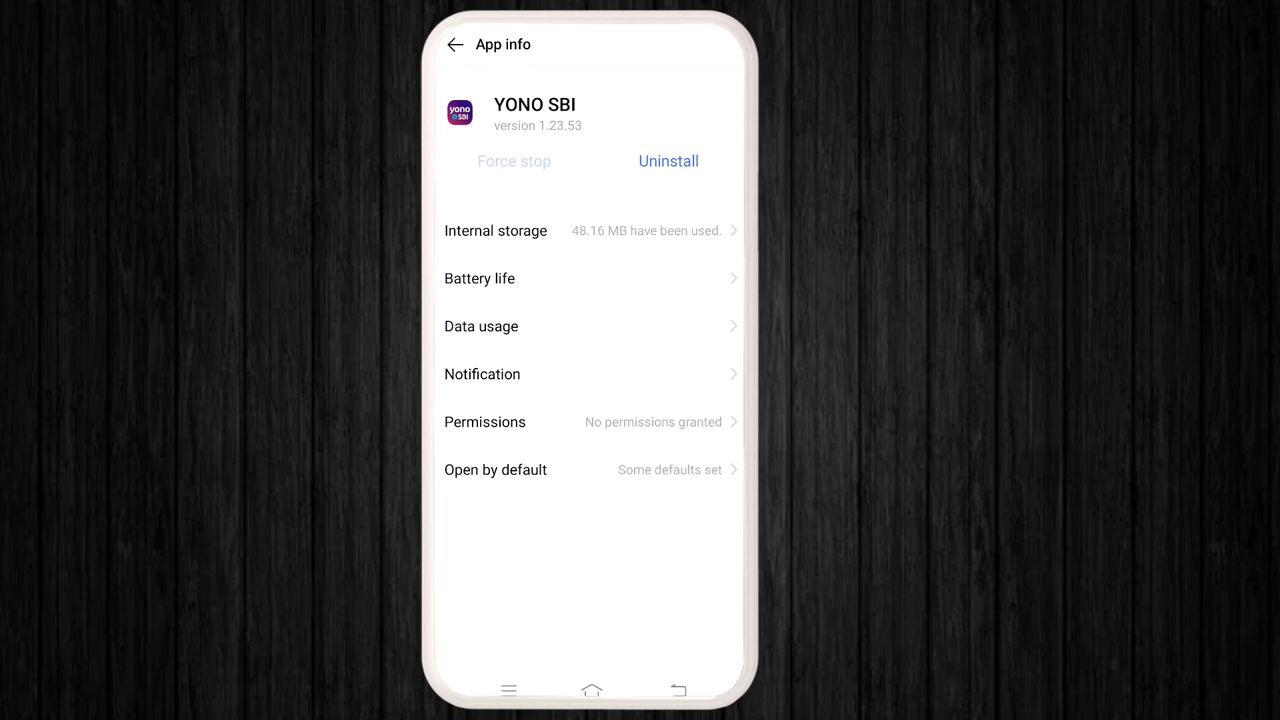 App info
yono
SBI
YONO SBI
version 1.23.53
Force stop Uninstall
Internal storage 48.16 MB have been used.
Battery life
Data usage
Notification
Permissions No permissions granted
Open by default Some defaults set